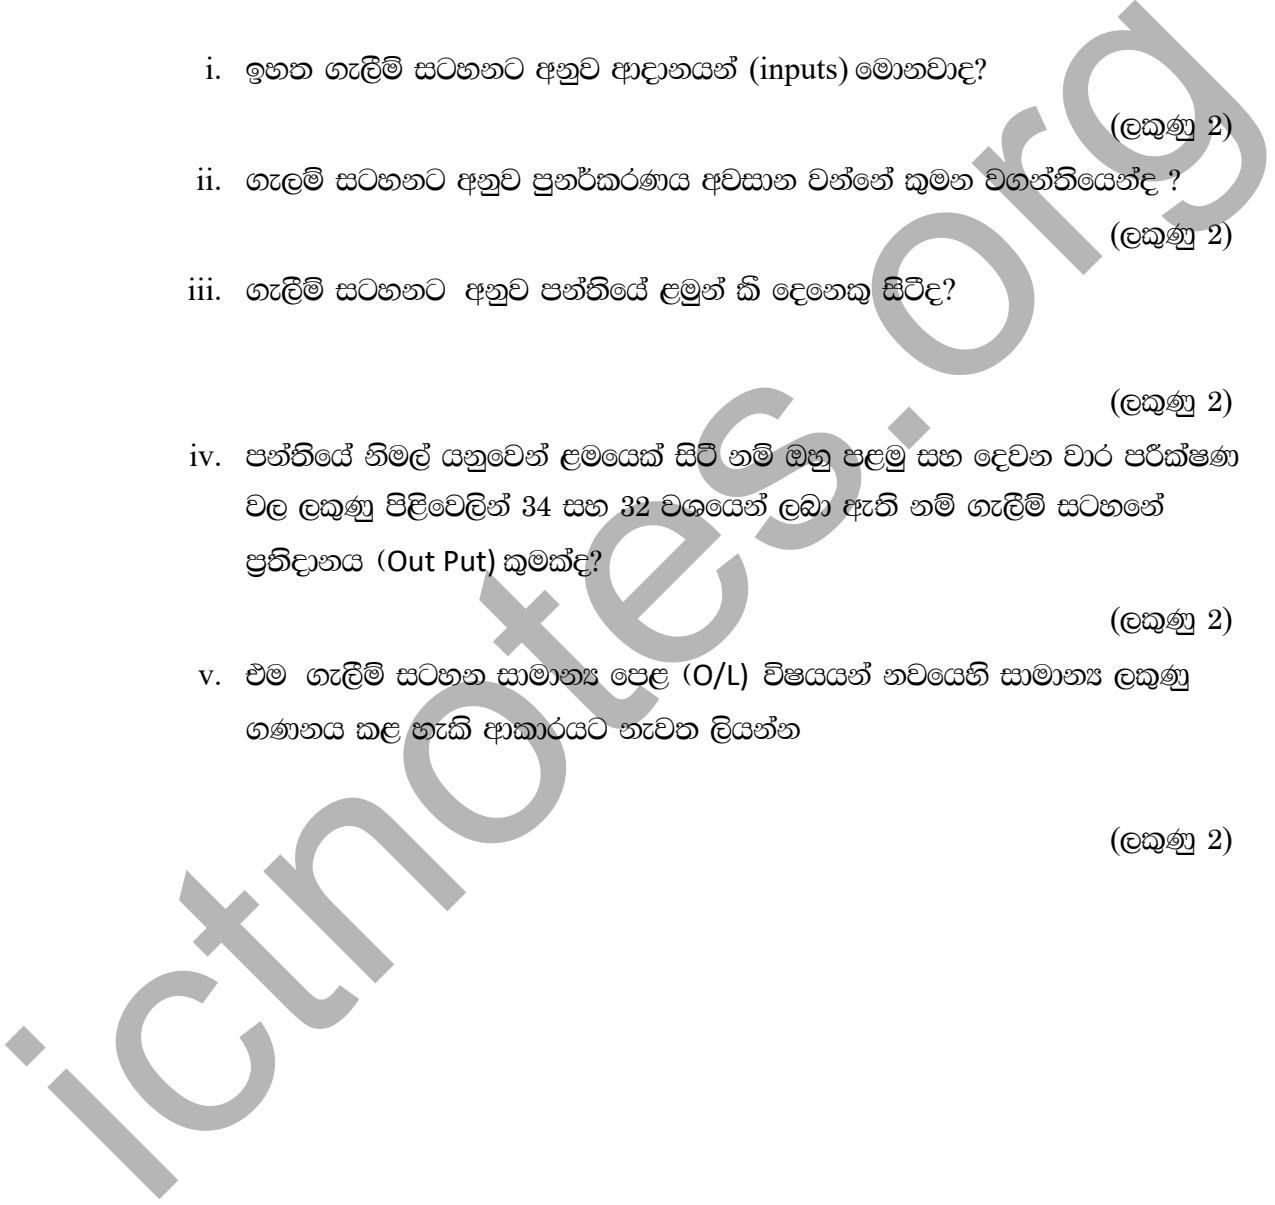 i. ඉහත ගැලීම් සටහනට අනුව ආදානයන් (inputs) මොනවාද?
(ලකුණු 2)
ii. ගැලම් සටහනට අනුව පුනර්කරණය අවසාන වන්නේ කුමන වගන්තියෙන්ද ?
(ලකුණු 2)
iii. ගැලීම් සටහනට අනුව පන්තියේ ළමුන් කී දෙනෙකු සිටීද?
(ලකුණු 2)
iv. පන්තියේ නිමල් යනුවෙන් ළමයෙක් සිටී නම් ඔහු පළමු සහ දෙවන වාර පරීක්ෂණ
වල ලකුණු පිළිවෙලින් 34 සහ 32 වශයෙන් ලබා ඇති නම් ගැලීම් සටහනේ
ප්‍රතිදානය (Out Put) කුමක්ද?
(ලකුණු 2)
v. එම ගැලීම් සටහන සාමාන්‍ය පෙළ (O/L) විෂයයන් නවයෙහි සාමාන්‍ය ලකුණු
ගණනය කළ හැකි ආකාරයට නැවත ලියන්න
(ලකුණු 2)
ictnotes.org